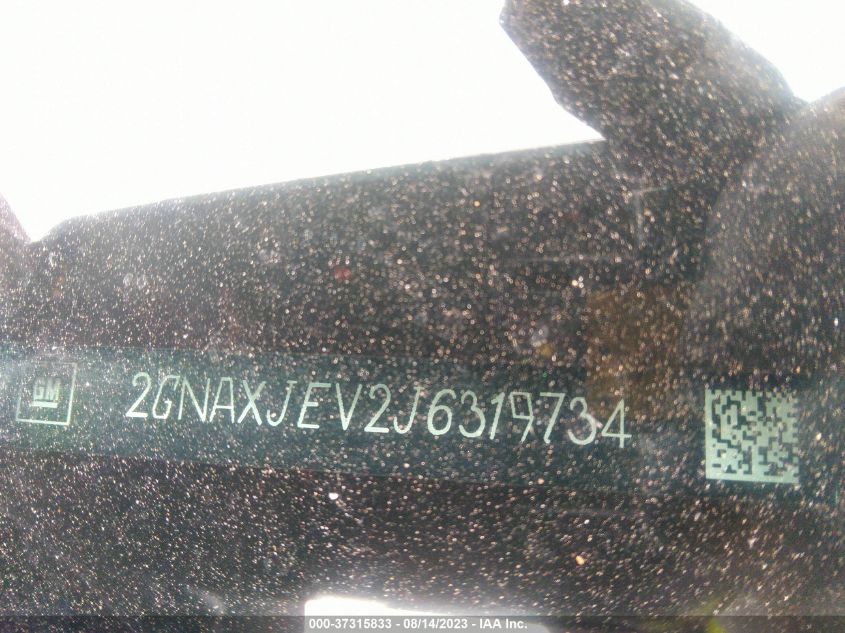 GM 2GNAXJEV2J6319734
000-37315833 - 08/14/2023 - IAA Inc.